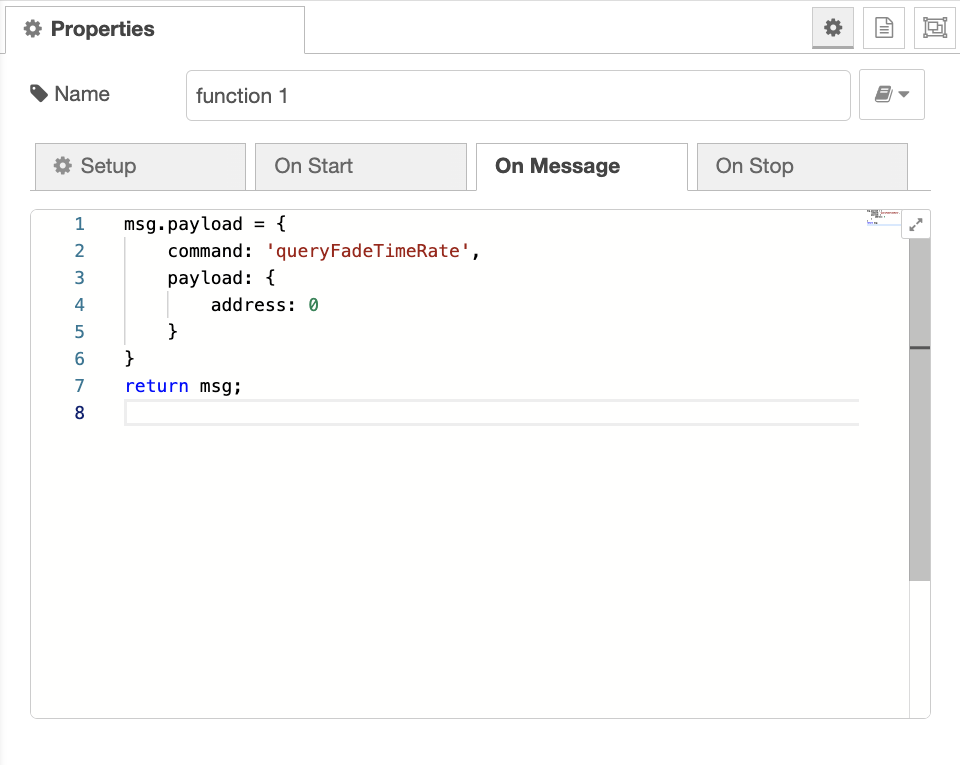 Properties
Name
function 1
Setup
On Start
On Message
On Stop
1 msg.payload = {
2 command: 'queryFadeTimeRate',
3 payload: {
4 address: 0
5 }
6 }
7 return msg;
8